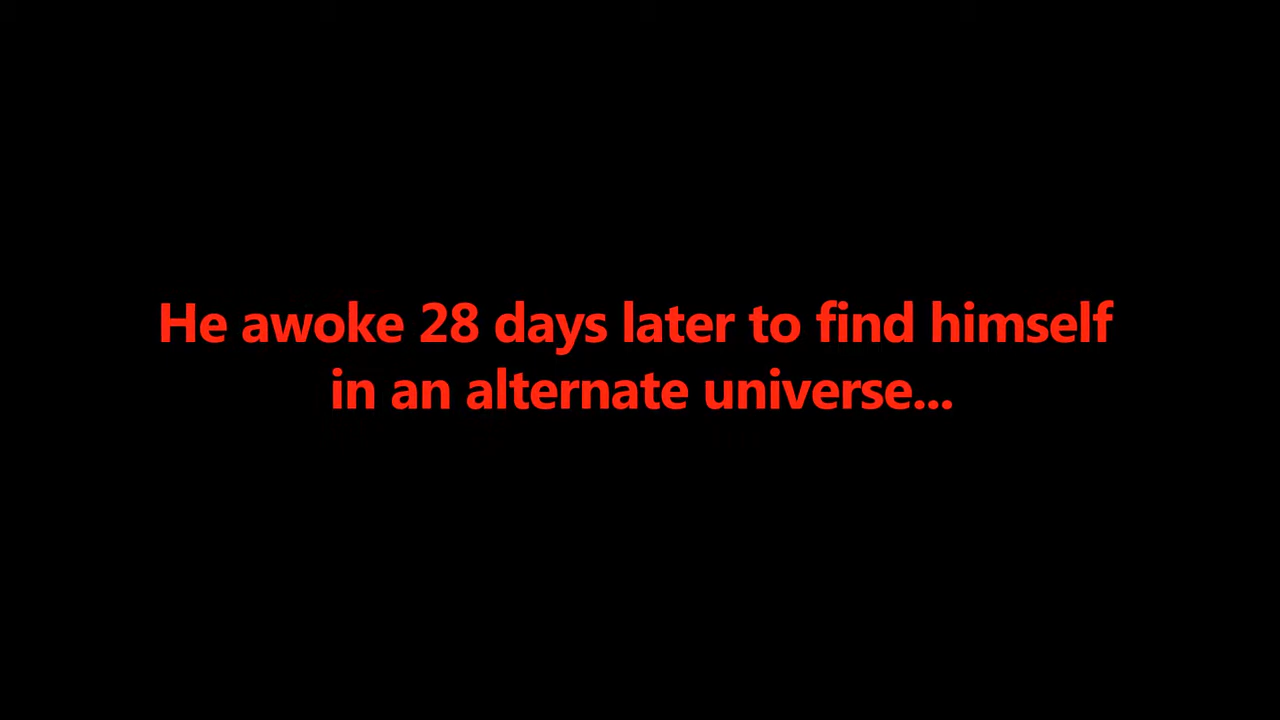 He awoke 28 days later to find himself
in an alternate universe...